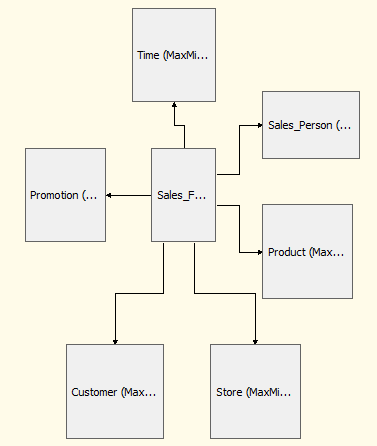 Time (MaxMi...
Sales_Person (...
Promotion (...
Sales_F...
Product (Max...
Customer (Max...
Store (MaxMi...